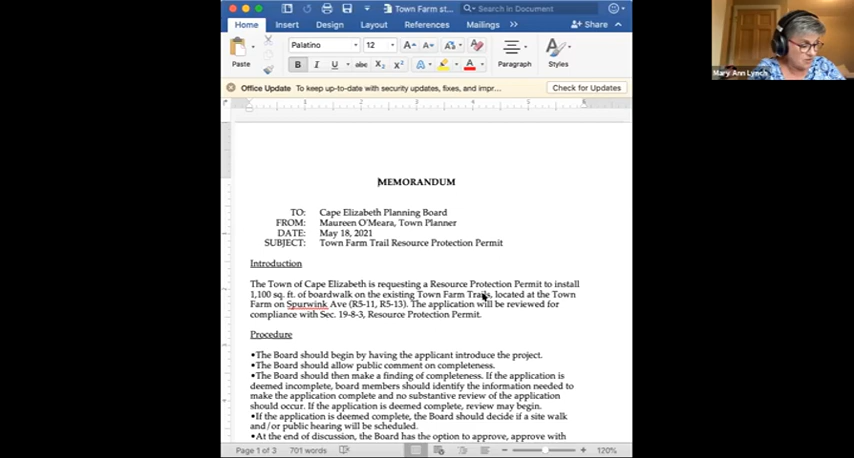 Town Farm st...
Search in Document
Home Insert Design Layout References Mailings >> Share
Paste
Palatino 12
B I U abc X2 X2 A A
Paragraph
Styles
Office Update To keep up-to-date with security updates, fixes, and impr... Check for Updates
MEMORANDUM
TO: Cape Elizabeth Planning Board
FROM: Maureen O'Meara, Town Planner
DATE: May 18, 2021
SUBJECT: Town Farm Trail Resource Protection Permit
Introduction
The Town of Cape Elizabeth is requesting a Resource Protection Permit to install
1,100 sq. ft. of boardwalk on the existing Town Farm Trails, located at the Town
Farm on Spurwink Ave (R5-11, R5-13). The application will be reviewed for
compliance with Sec. 19-8-3, Resource Protection Permit.
Procedure
•The Board should begin by having the applicant introduce the project.
•The Board should allow public comment on completeness.
•The Board should then make a finding of completeness. If the application is
deemed incomplete, board members should identify the information needed to
make the application complete and no substantive review of the application
should occur. If the application is deemed complete, review may begin.
•If the application is deemed complete, the Board should decide if a site walk
and/or public hearing will be scheduled.
•At the end of discussion, the Board has the option to approve, approve with
Page 1 of 3 701 words 120%
Mary Ann Lynch